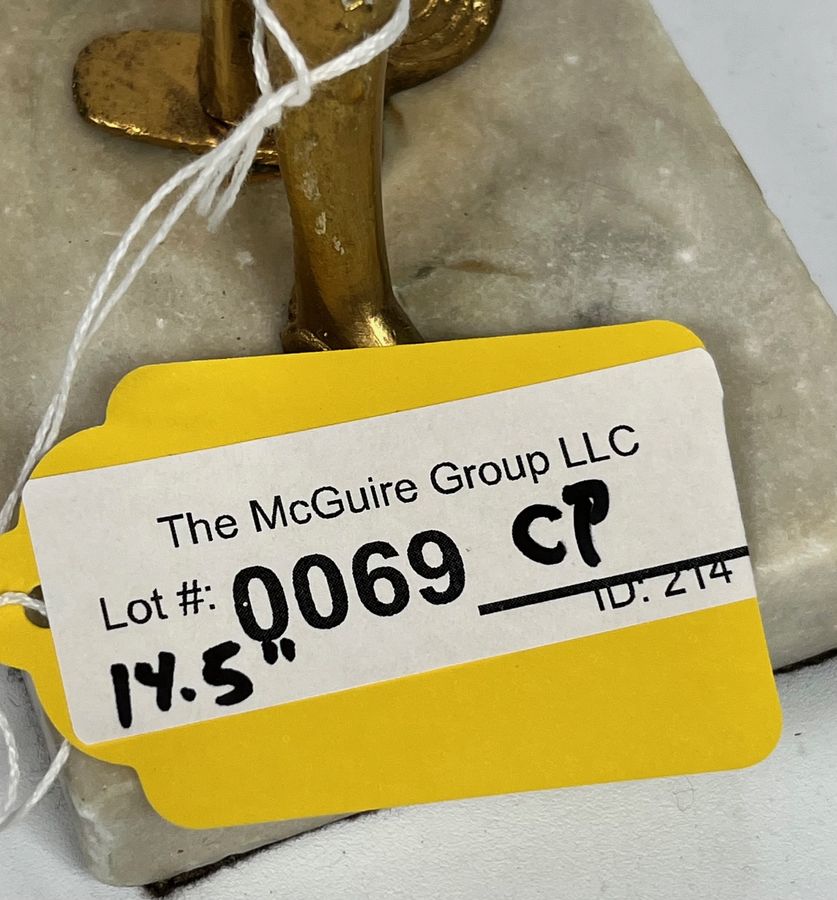 The McGuire Group LLC
Lot #: 0069 CP
ID: 214
14.5"